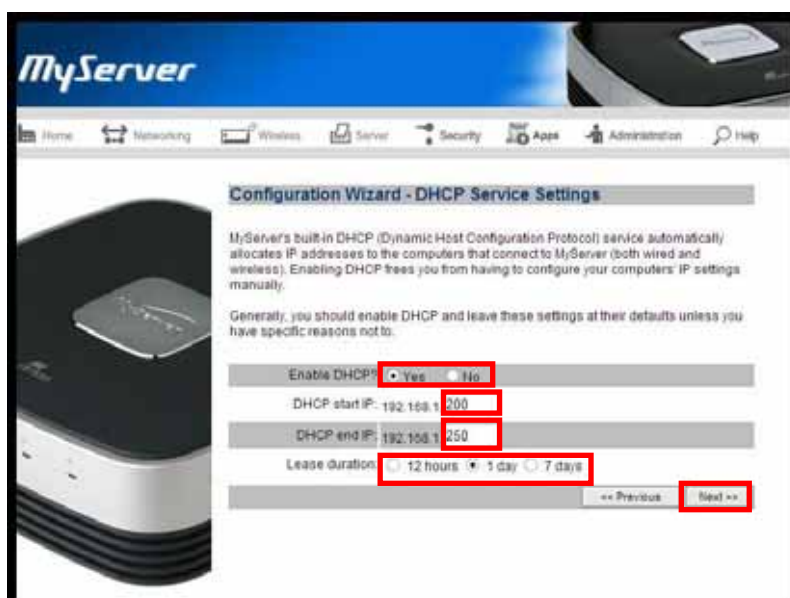 MyServer
Home Networking Wireless Server Security Apps Administration Help
Configuration Wizard - DHCP Service Settings
MyServer's built-in DHCP (Dynamic Host Configuration Protocol) service automatically
allocates IP addresses to the computers that connect to MyServer (both wired and
wireless). Enabling DHCP frees you from having to configure your computers' IP settings
manually.
Generally, you should enable DHCP and leave these settings at their defaults unless you
have specific reasons not to.
Enable DHCP? Yes No
DHCP start IP: 192.168.1.200
DHCP end IP: 192.168.1.250
Lease duration: 12 hours 1 day 7 days
<< Previous Next >>